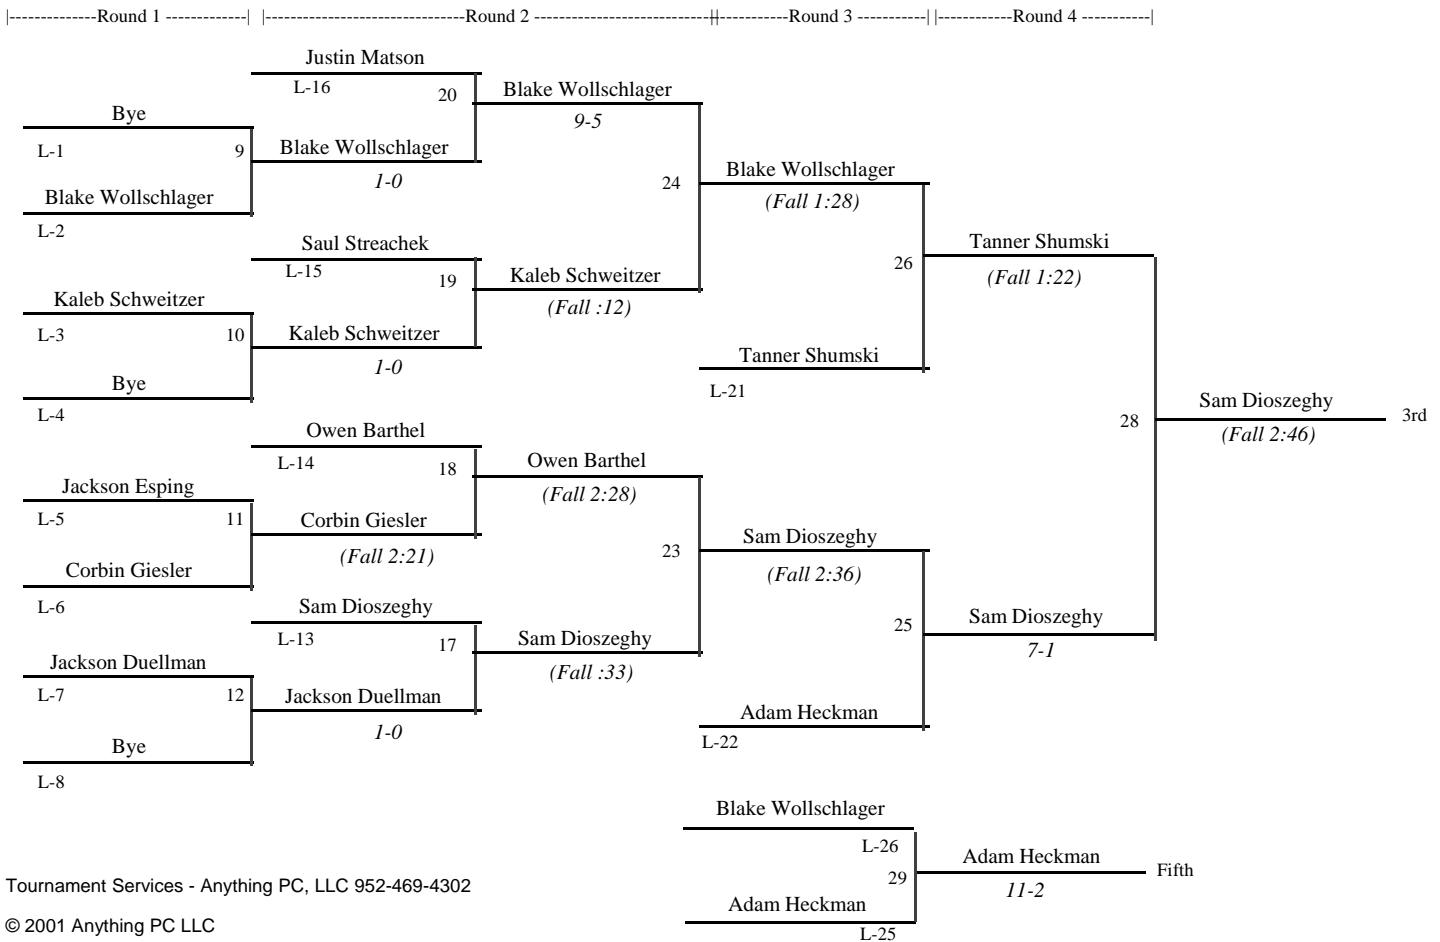 |--------------Round 1 -------------| |--------------------------------Round 2 ----------------------------||-----------Round 3 -----------| |------------Round 4 -----------|
Justin Matson
L-16
20
Blake Wollschlager
9-5
Bye
L-1
9
Blake Wollschlager
1-0
Blake Wollschlager
L-2
24
Blake Wollschlager
(Fall 1:28)
Saul Streachek
L-15
19
Kaleb Schweitzer
(Fall :12)
26
Tanner Shumski
(Fall 1:22)
Kaleb Schweitzer
L-3
10
Kaleb Schweitzer
1-0
Bye
L-4
Tanner Shumski
L-21
28
Sam Dioszeghy
3rd
(Fall 2:46)
Owen Barthel
L-14
18
Owen Barthel
(Fall 2:28)
Jackson Esping
L-5
11
Corbin Giesler
(Fall 2:21)
Corbin Giesler
L-6
23
Sam Dioszeghy
(Fall 2:36)
Sam Dioszeghy
L-13
17
Sam Dioszeghy
(Fall :33)
25
Sam Dioszeghy
7-1
Jackson Duellman
L-7
12
Jackson Duellman
1-0
Bye
L-8
Adam Heckman
L-22
Blake Wollschlager
L-26
29
Adam Heckman
Fifth
11-2
Adam Heckman
L-25
Tournament Services - Anything PC, LLC 952-469-4302
© 2001 Anything PC LLC